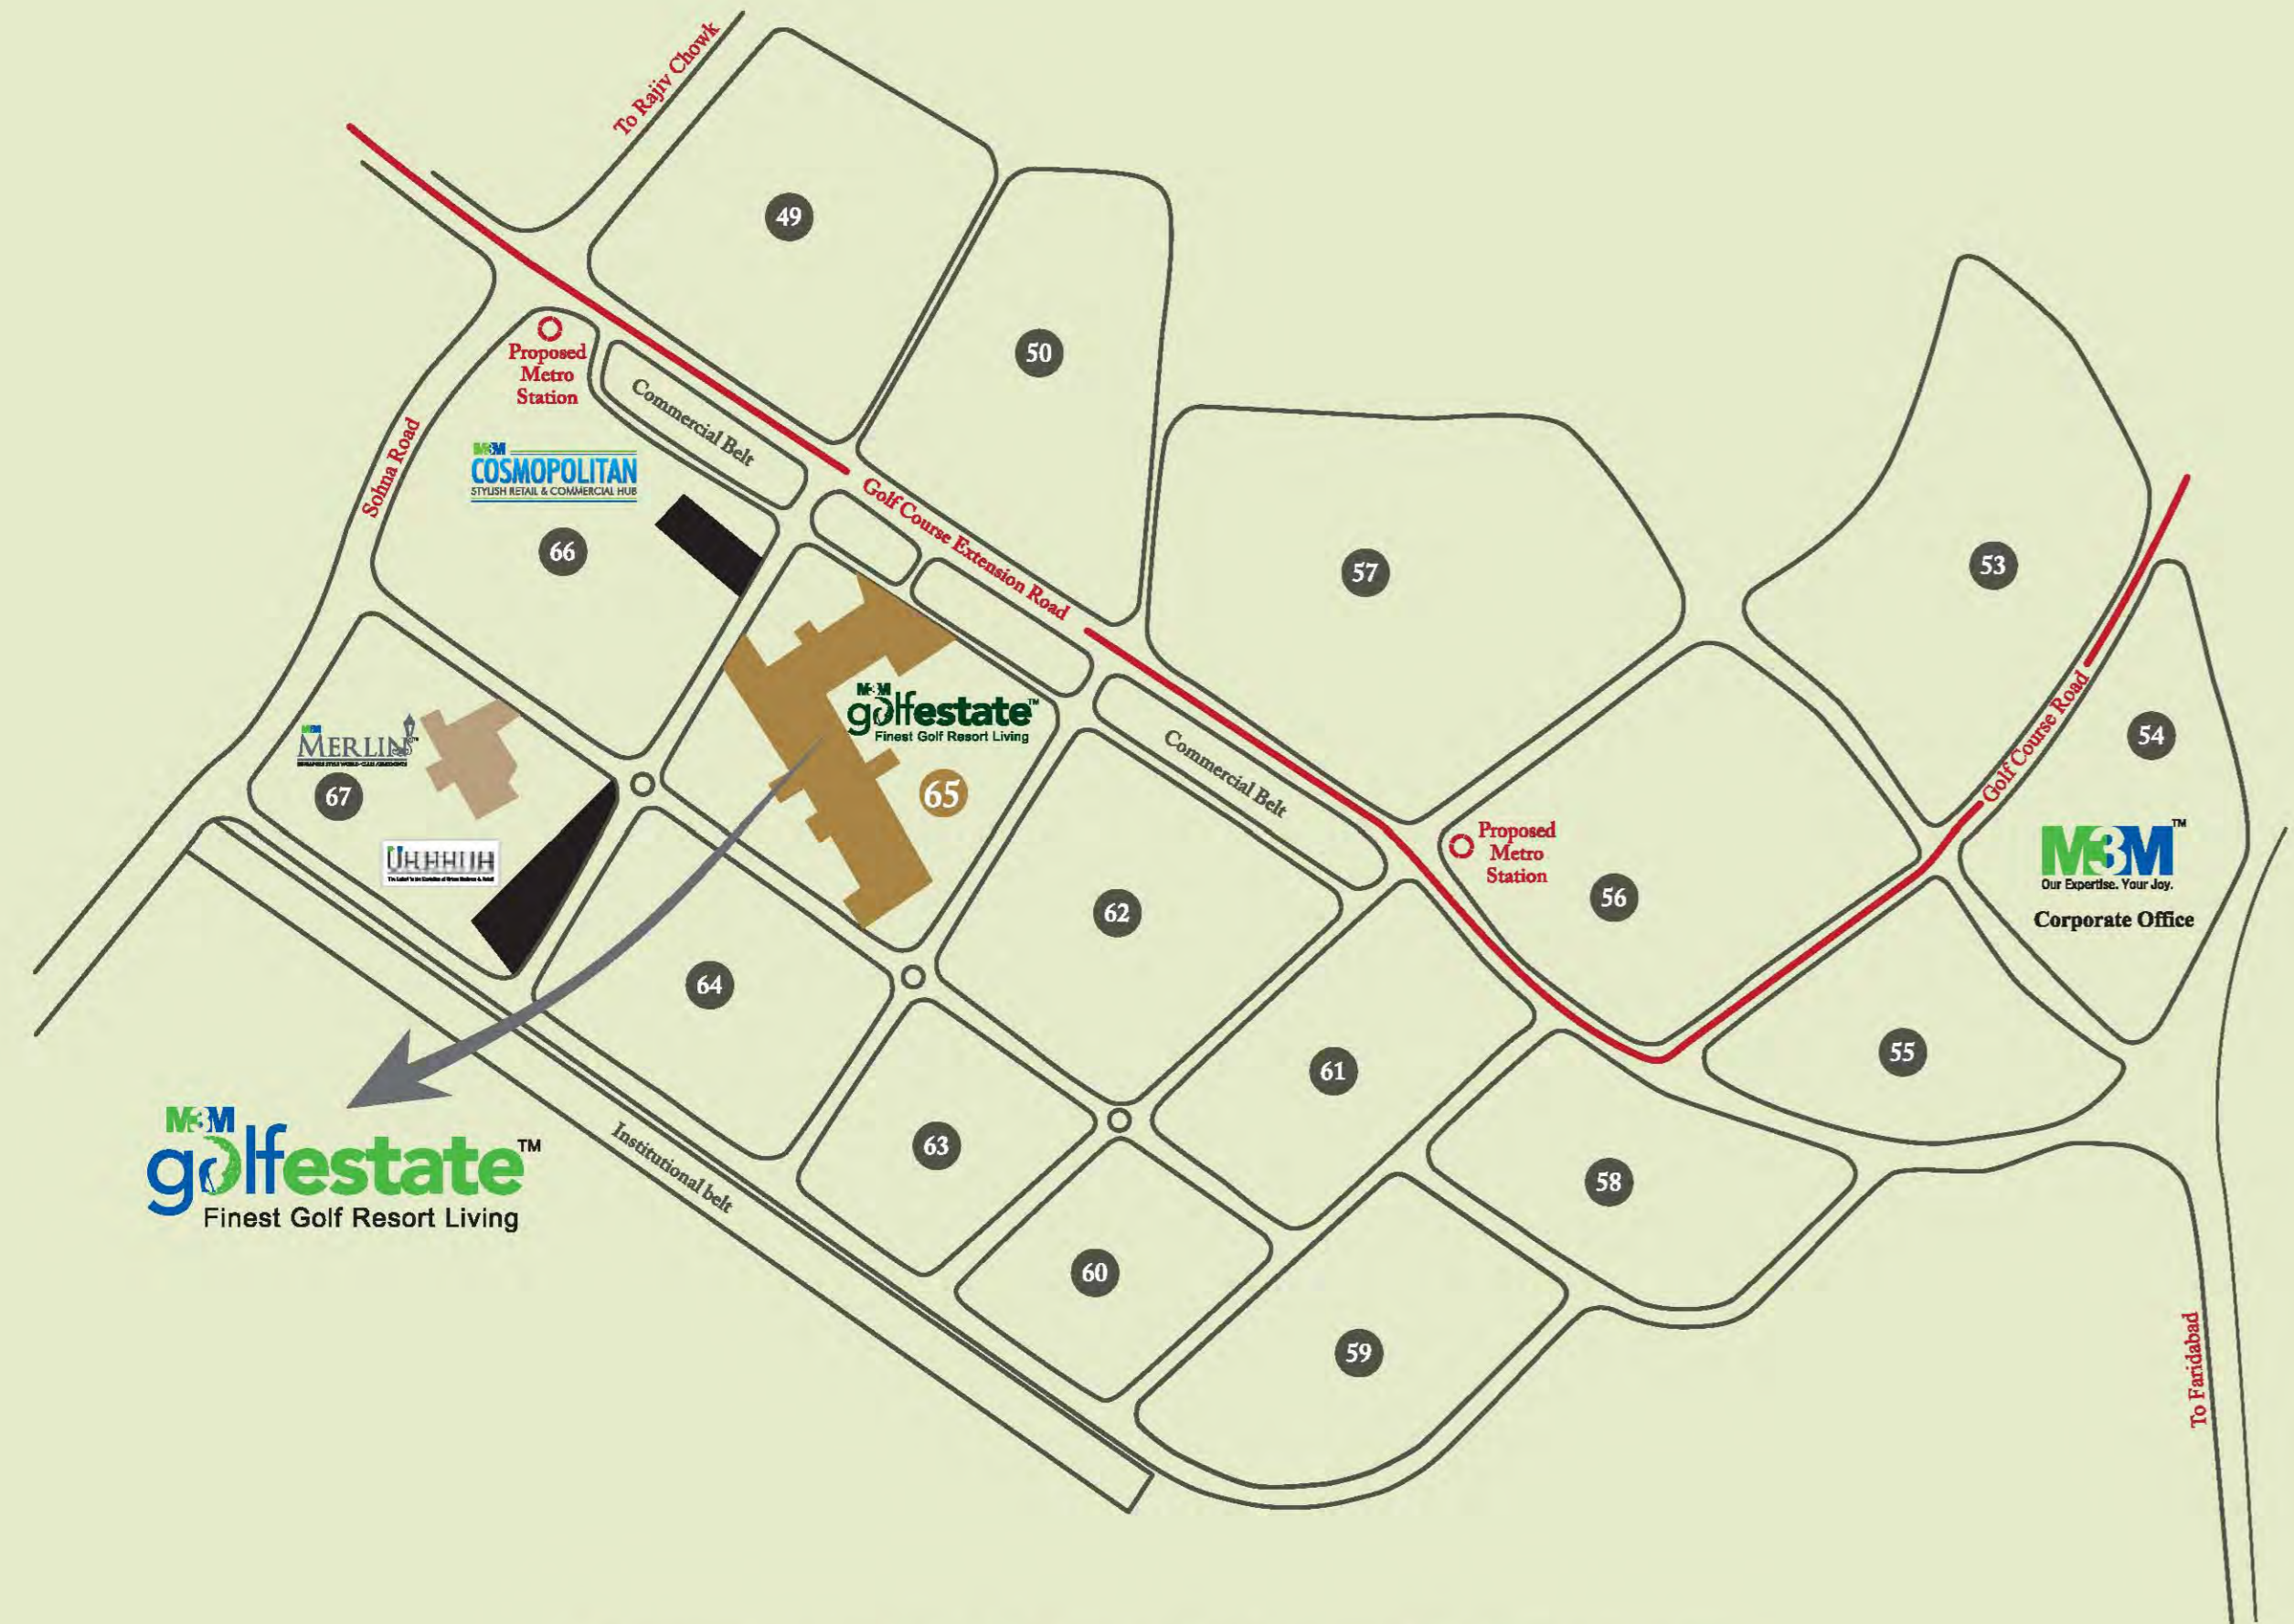 To Rajiv Chowk
49
50
Proposed
Metro
Station
Commercial Belt
Sohna Road
M3M
COSMOPOLITAN
STYLISH RETAIL & COMMERCIAL HUB
66
Golf Course Extension Road
57
53
54
Golf Course Road
M3M
golfestate™
Finest Golf Resort Living
65
M3M
MERLIN™
67
Commercial Belt
Proposed
Metro
Station
56
M3M™
Our Expertise. Your Joy.
Corporate Office
62
64
61
55
63
58
Institutional belt
M3M
golfestate™
Finest Golf Resort Living
60
59
To Faridabad